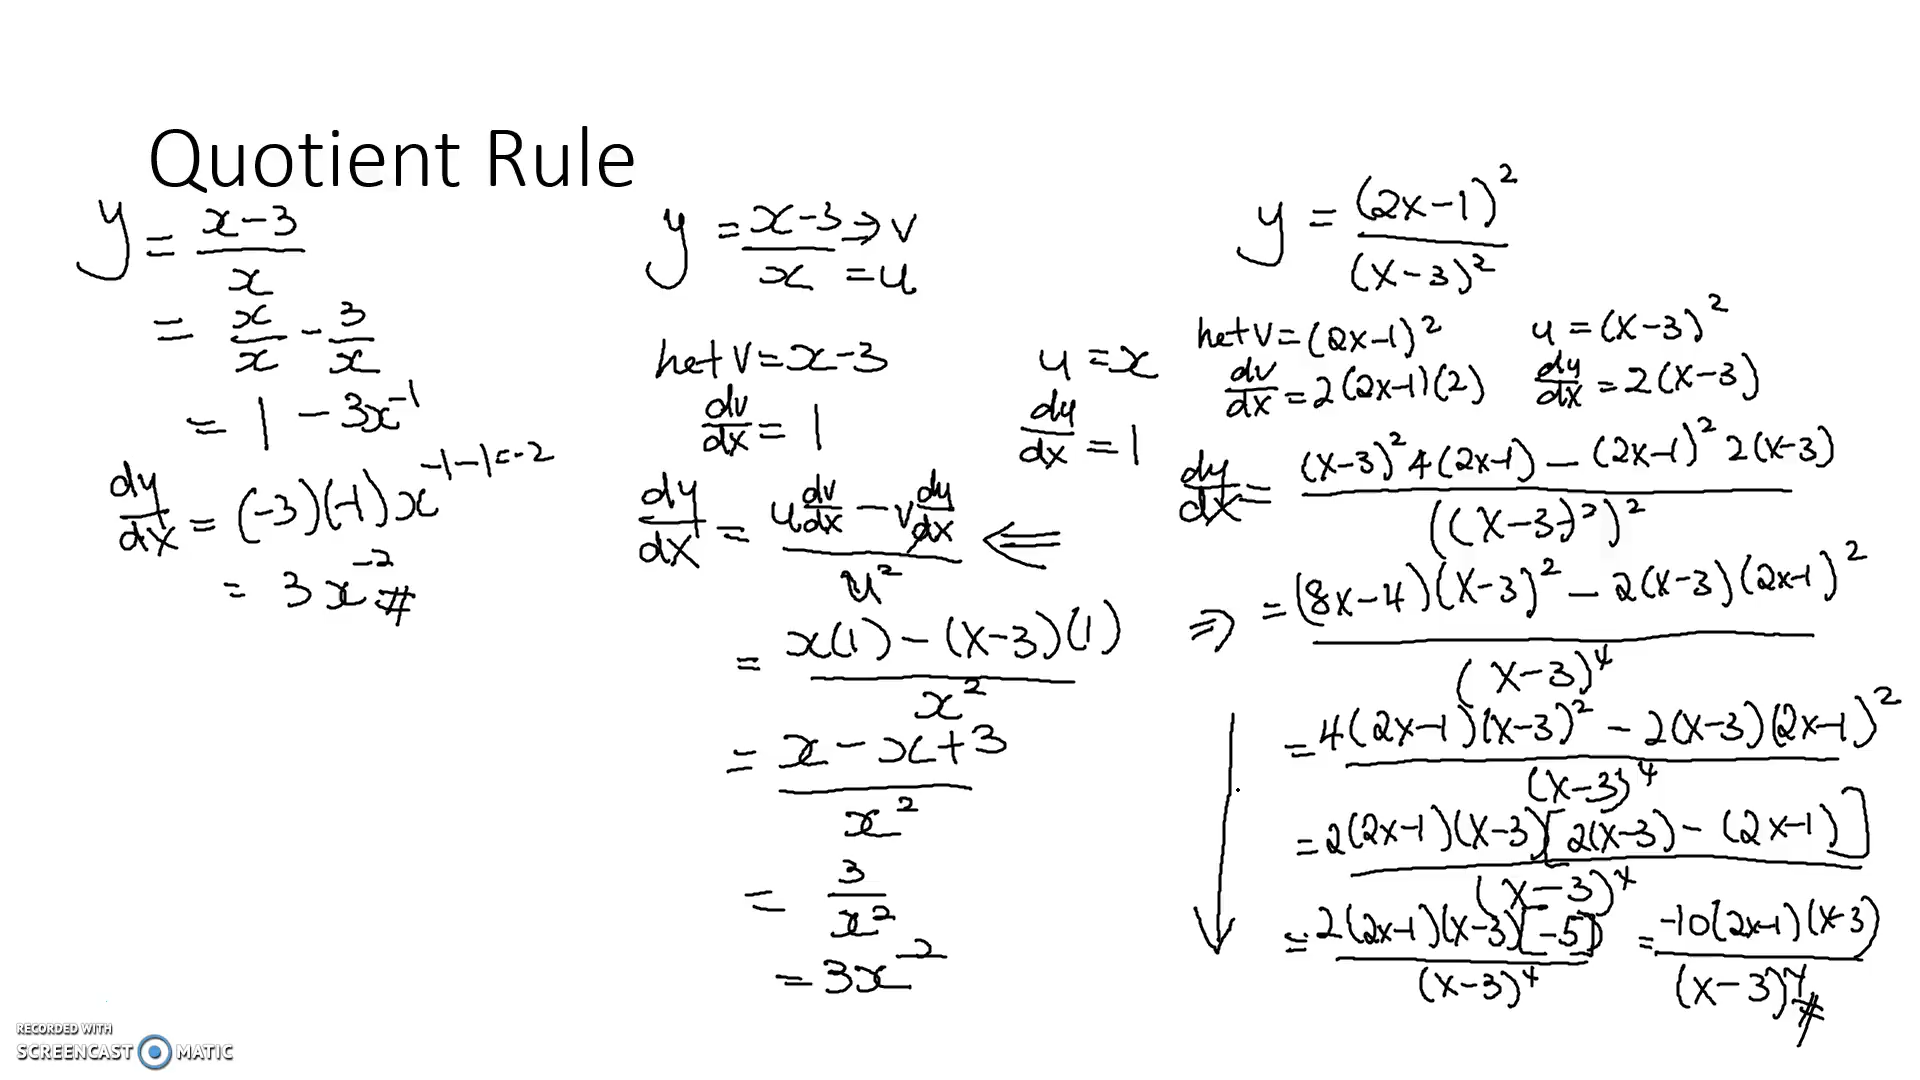 Quotient Rule
y = (x-3)/x
= x/x - 3/x
= 1 - 3x^-1
dy/dx = (-3)(-1)x^-1-1=-2
= 3x^-2 #
y = (x-3)/x ⇒ v
= u
het v = x-3
u = x
dv/dx = 1
dy/dx = 1
dy/dx = (u dv/dx - v dy/dx)/u² ⇐
= (x(1) - (x-3)(1))/x²
= (x - x + 3)/x²
= 3/x²
= 3x^-2
y = (2x-1)²/(x-3)²
het v = (2x-1)²
u = (x-3)²
dv/dx = 2(2x-1)(2)
dy/dx = 2(x-3)
dy/dx = ((x-3)² 4(2x-1) - (2x-1)² 2(x-3))/((x-3)²)²
⇒ = ((8x-4)(x-3)² - 2(x-3)(2x-1)²)/(x-3)⁴
= (4(2x-1)(x-3)² - 2(x-3)(2x-1)²)/(x-3)⁴
= 2(2x-1)(x-3)[2(x-3) - (2x-1)]/(x-3)⁴
= 2(2x-1)(x-3)[-5]/(x-3)⁴ = -10(2x-1)(x-3)/(x-3)⁴ #
RECORDED WITH
SCREENCAST MATIC